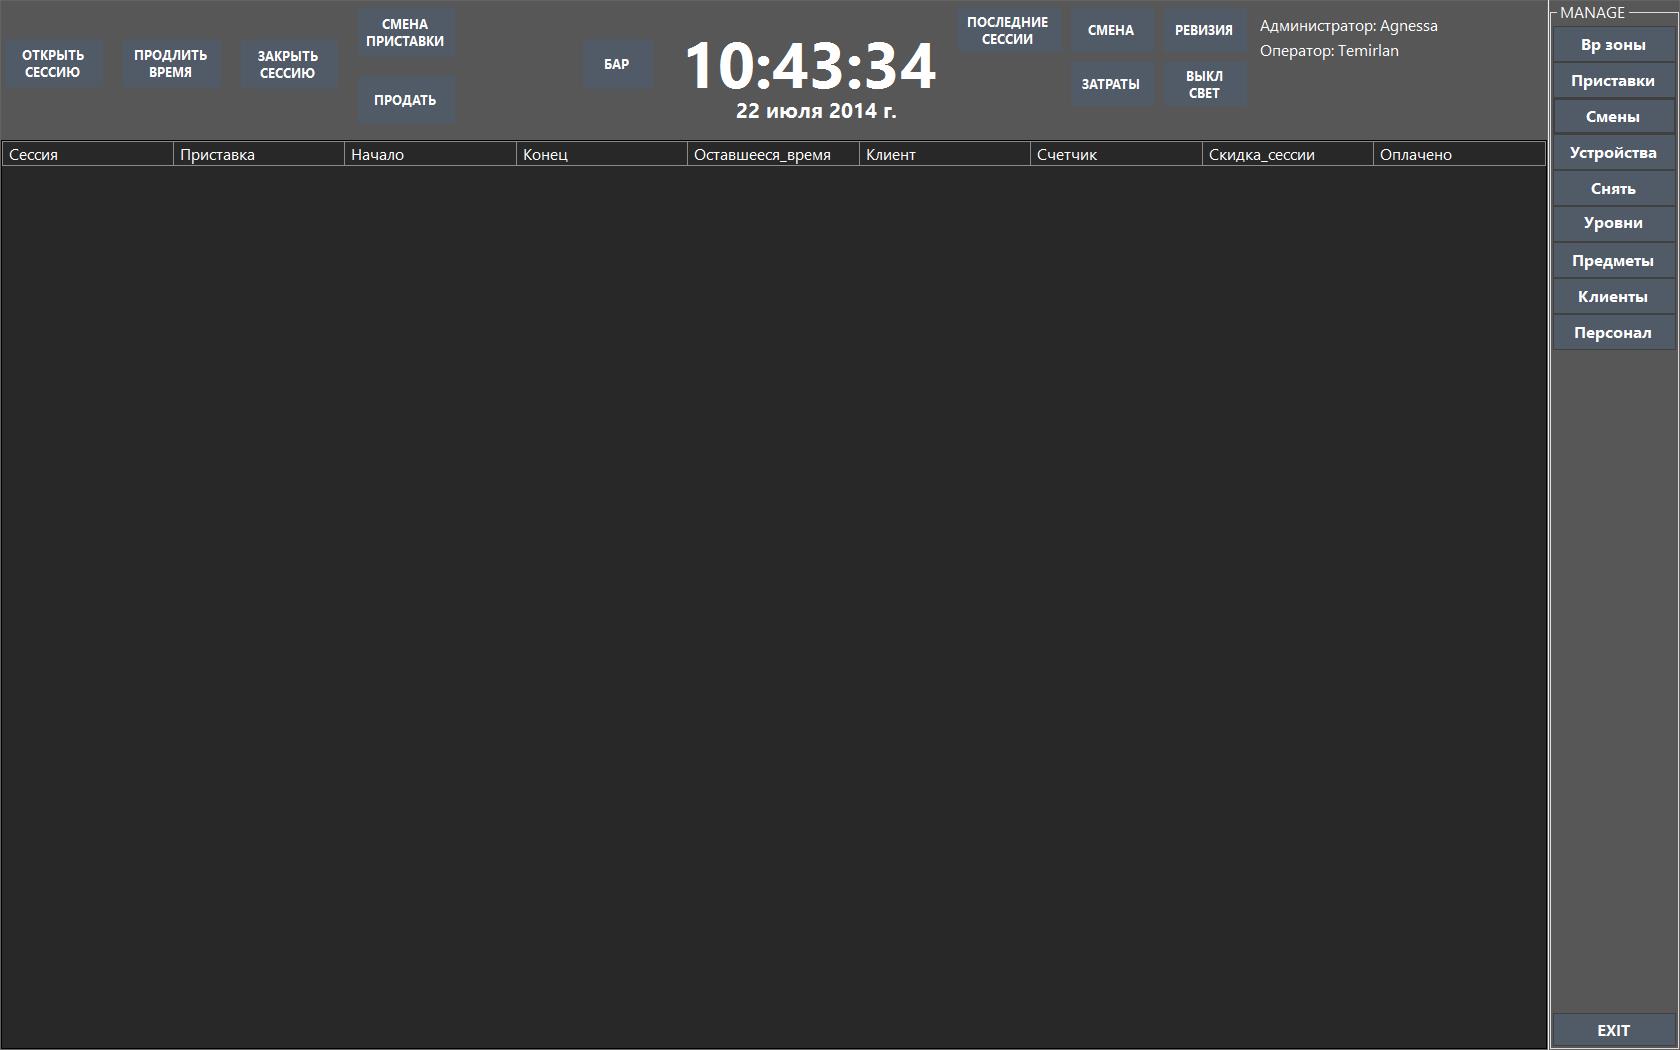 ОТКРЫТЬ
СЕССИЮ
ПРОДЛИТЬ
ВРЕМЯ
ЗАКРЫТЬ
СЕССИЮ
СМЕНА
ПРИСТАВКИ
ПРОДАТЬ
БАР
10:43:34
22 июля 2014 г.
ПОСЛЕДНИЕ
СЕССИИ
СМЕНА
РЕВИЗИЯ
ЗАТРАТЫ
ВЫКЛ
СВЕТ
Администратор: Agnessa
Оператор: Temirlan
Сессия Приставка Начало Конец Оставшееся_время Клиент Счетчик Скидка_сессии Оплачено
MANAGE
Вр зоны
Приставки
Смены
Устройства
Снять
Уровни
Предметы
Клиенты
Персонал
EXIT